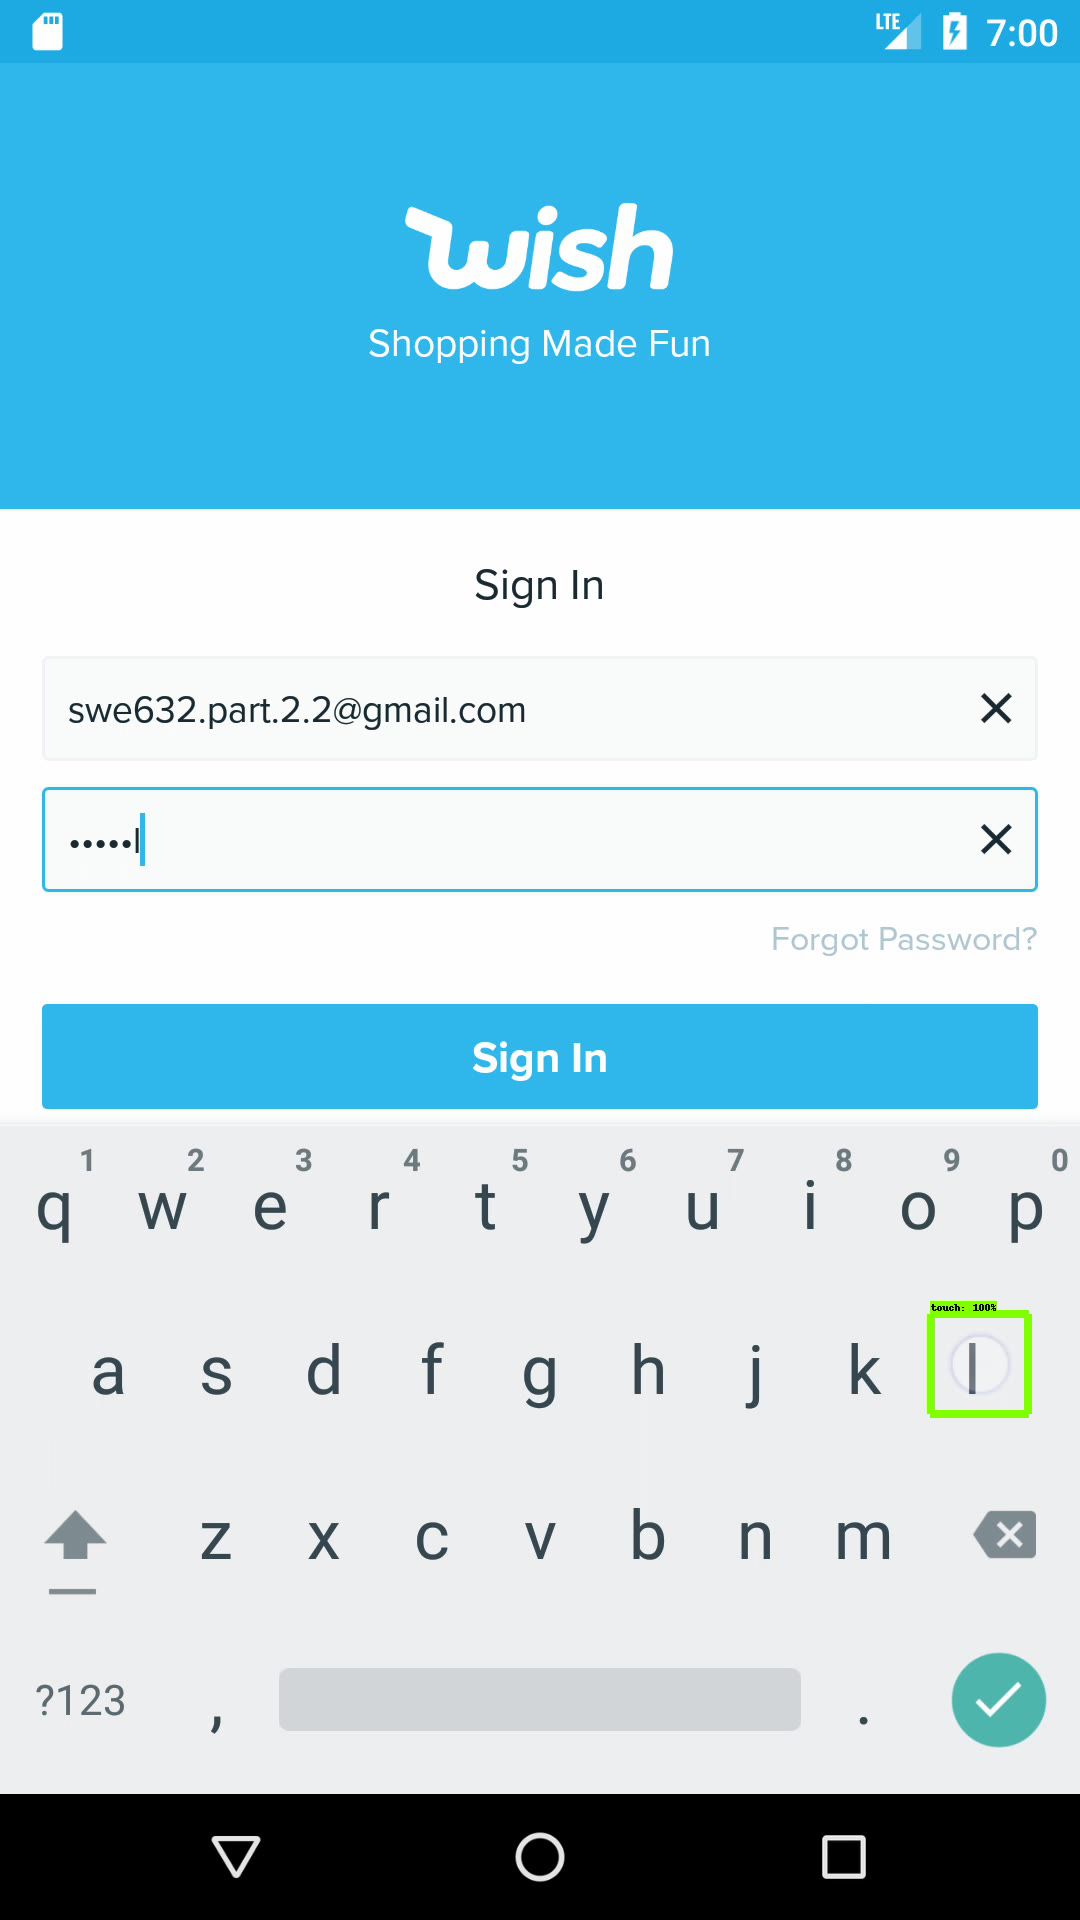 LTE 7:00
wish
Shopping Made Fun
Sign In
swe632.part.2.2@gmail.com
•••••l
Forgot Password?
Sign In
1 2 3 4 5 6 7 8 9 0
q w e r t y u i o p
touch: 100%
a s d f g h j k l
z x c v b n m
?123 , .